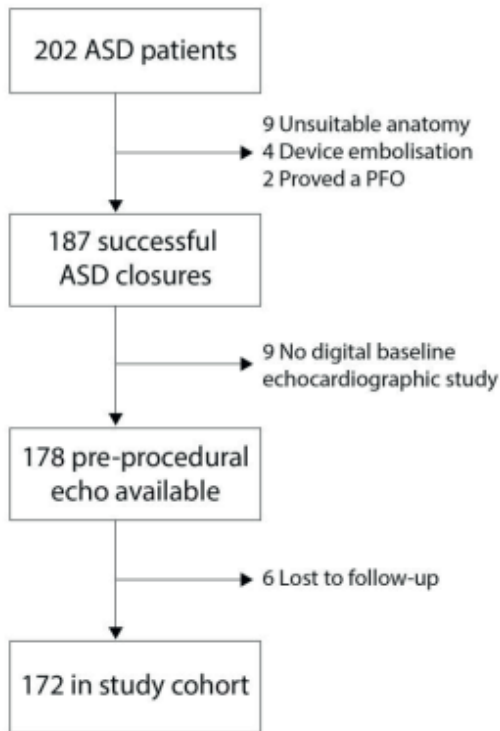 202 ASD patients
9 Unsuitable anatomy
4 Device embolisation
2 Proved a PFO
187 successful
ASD closures
9 No digital baseline
echocardiographic study
178 pre-procedural
echo available
6 Lost to follow-up
172 in study cohort